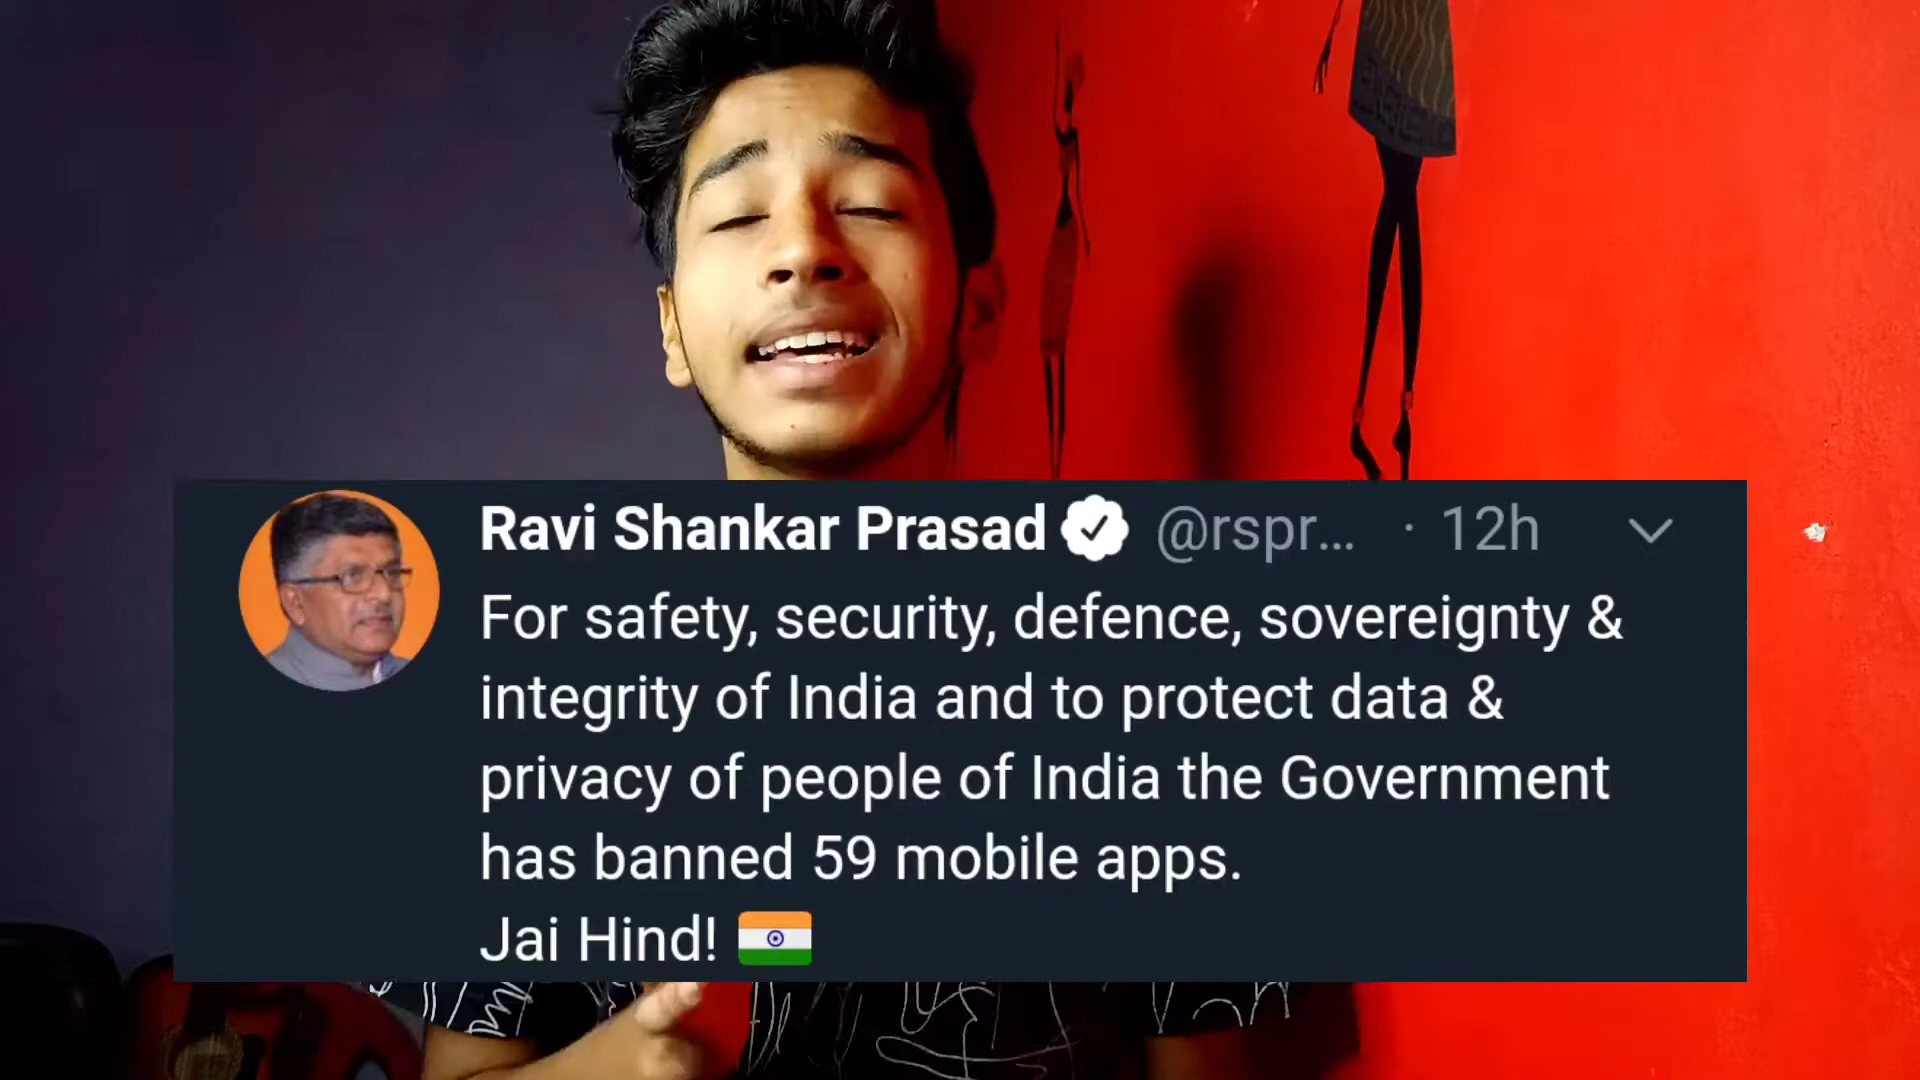 Ravi Shankar Prasad @rspr... · 12h
For safety, security, defence, sovereignty &
integrity of India and to protect data &
privacy of people of India the Government
has banned 59 mobile apps.
Jai Hind!